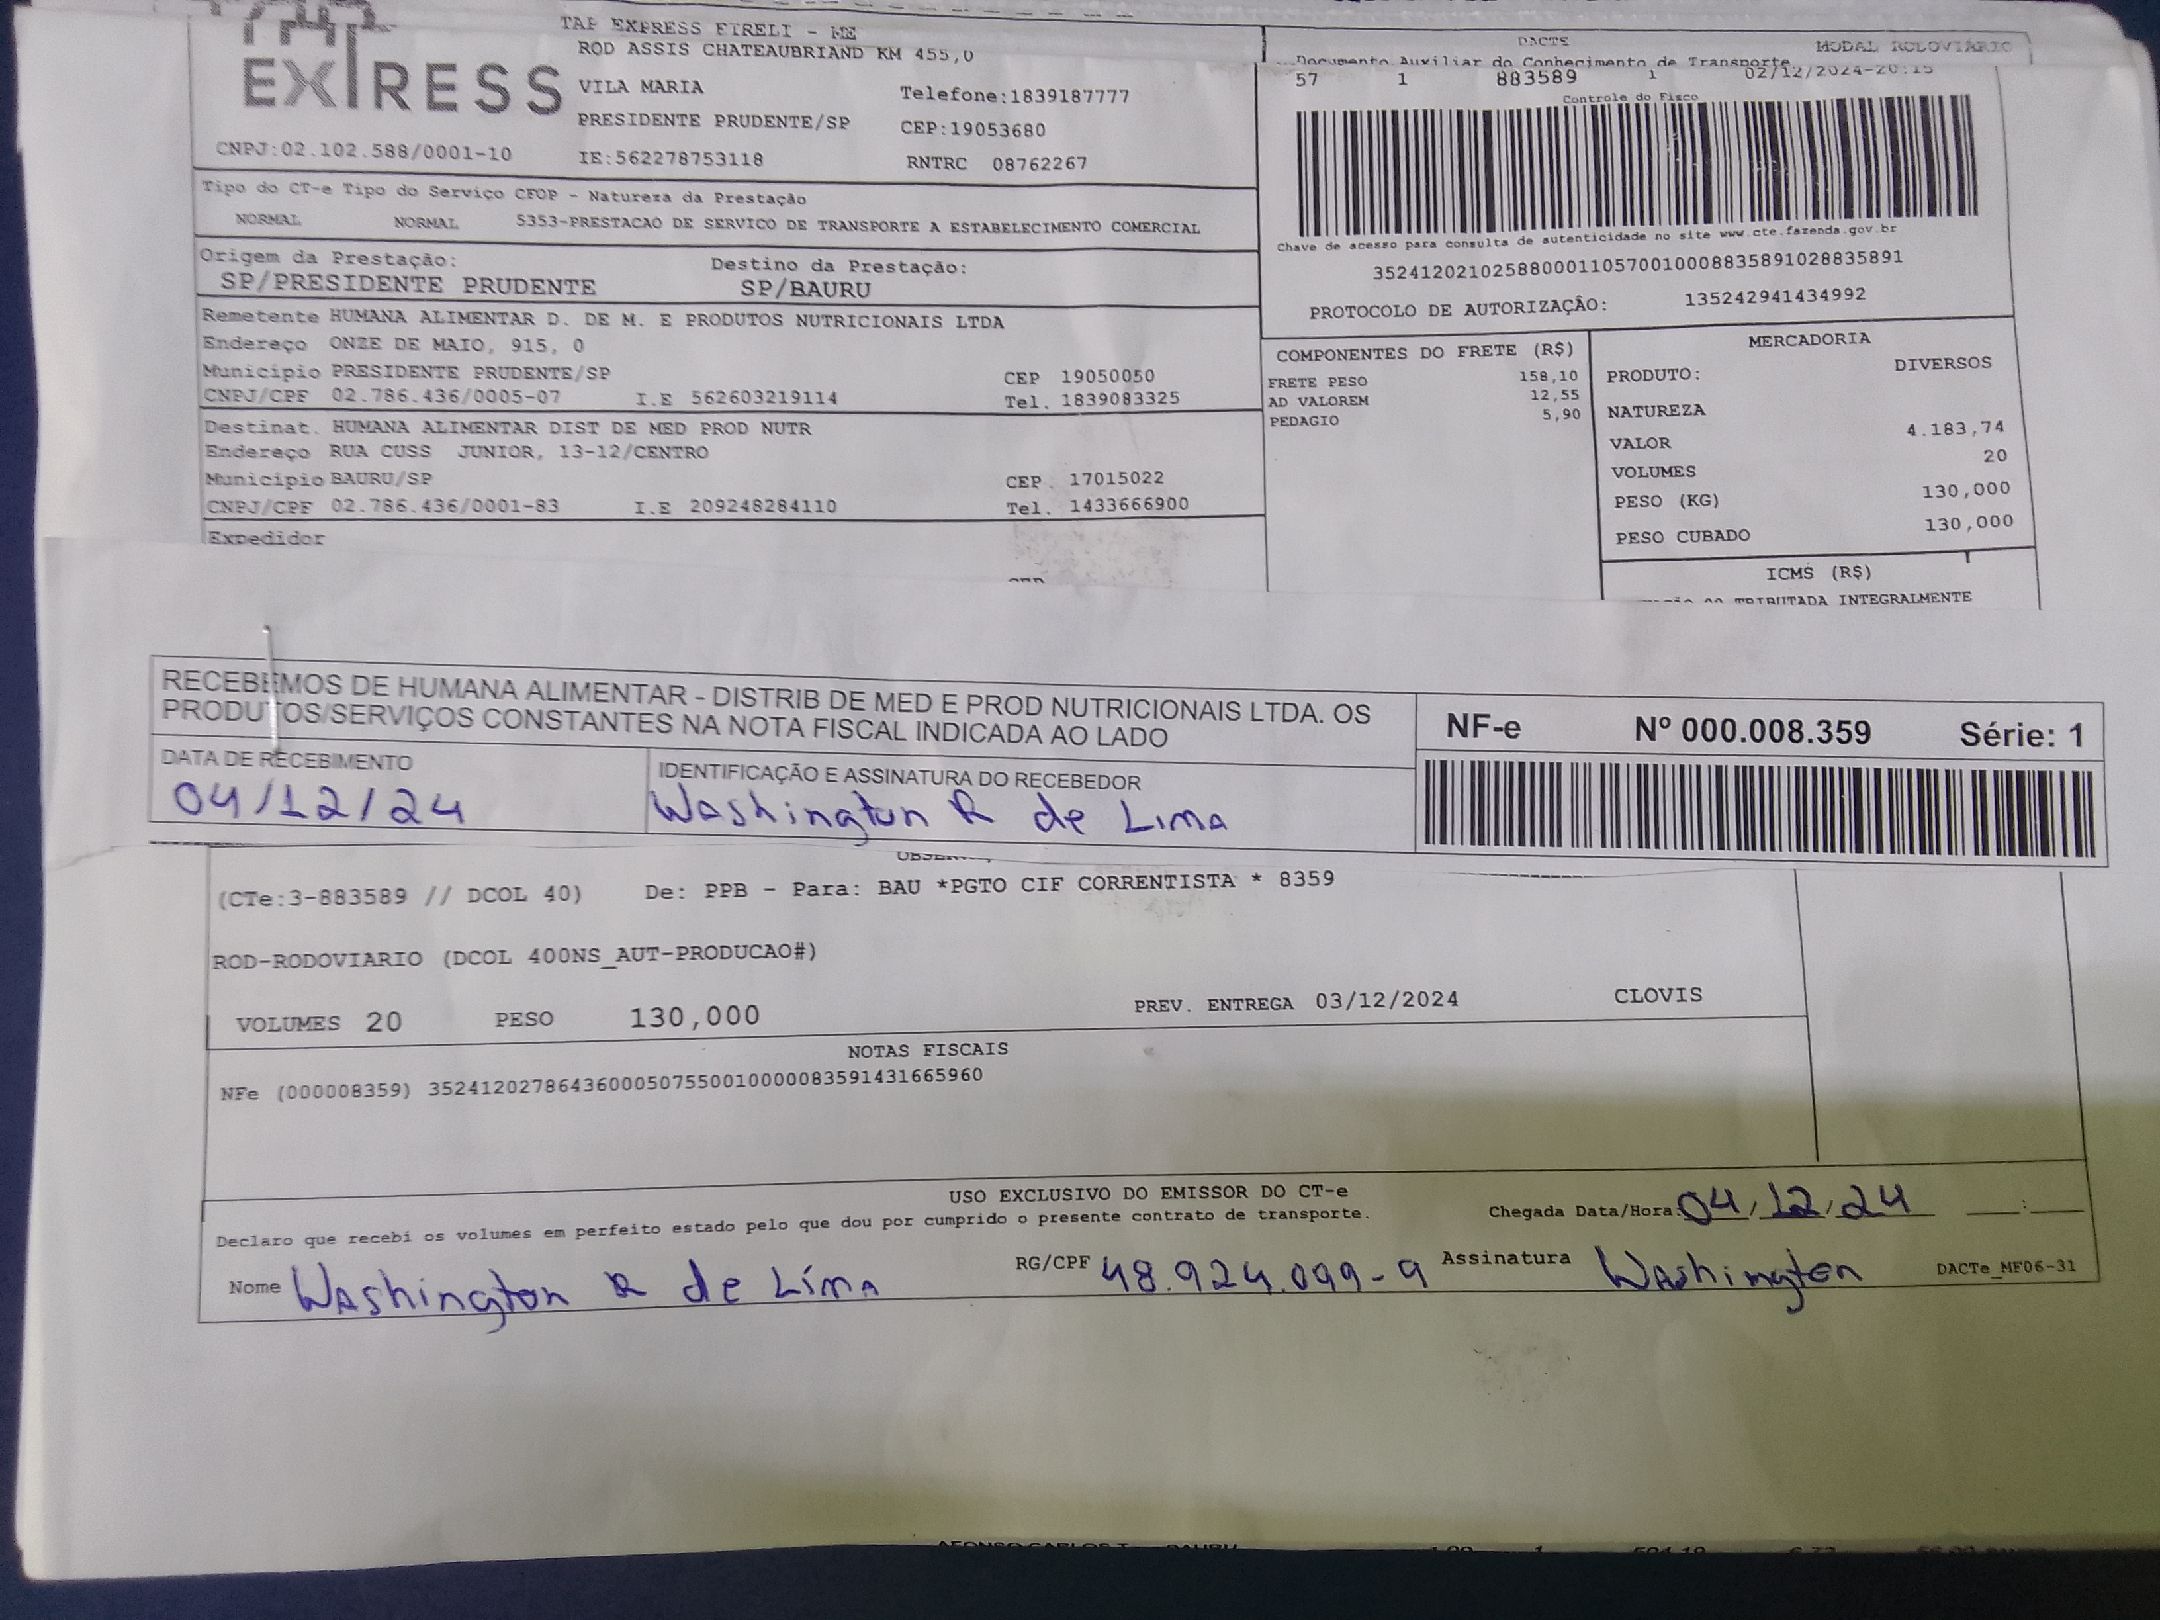 TAP EXPRESS EIRELI - ME
EXPRESS
ROD ASSIS CHATEAUBRIAND KM 455,0
VILA MARIA
Telefone:1839187777
PRESIDENTE PRUDENTE/SP
CEP:19053680
CNPJ:02.102.588/0001-10
IE:562278753118
RNTRC 08762267
DACTE
MODAL RODOVIÁRIO
Documento Auxiliar do Conhecimento de Transporte
57 1 883589 1 02/12/2024-20:15
Controle do Fisco
Chave de acesso para consulta de autenticidade no site www.cte.fazenda.gov.br
35241202102588000110570010008835891028835891
PROTOCOLO DE AUTORIZAÇÃO: 135242941434992
Tipo do CT-e Tipo do Serviço CFOP - Natureza da Prestação
NORMAL NORMAL 5353-PRESTACAO DE SERVICO DE TRANSPORTE A ESTABELECIMENTO COMERCIAL
Origem da Prestação: Destino da Prestação:
SP/PRESIDENTE PRUDENTE SP/BAURU
Remetente HUMANA ALIMENTAR D. DE M. E PRODUTOS NUTRICIONAIS LTDA
Endereço ONZE DE MAIO, 915, 0
Município PRESIDENTE PRUDENTE/SP CEP 19050050
CNPJ/CPF 02.786.436/0005-07 I.E 562603219114 Tel. 1839083325
Destinat. HUMANA ALIMENTAR DIST DE MED PROD NUTR
Endereço RUA CUSS JUNIOR, 13-12/CENTRO
Município BAURU/SP CEP 17015022
CNPJ/CPF 02.786.436/0001-83 I.E 209248284110 Tel. 1433666900
Expedidor
COMPONENTES DO FRETE (R$)
FRETE PESO 158,10
AD VALOREM 12,55
PEDAGIO 5,90
MERCADORIA
PRODUTO: DIVERSOS
NATUREZA
VALOR 4.183,74
VOLUMES 20
PESO (KG) 130,000
PESO CUBADO 130,000
ICMS (R$)
TRIBUTADA INTEGRALMENTE
RECEBEMOS DE HUMANA ALIMENTAR - DISTRIB DE MED E PROD NUTRICIONAIS LTDA. OS
PRODUTOS/SERVIÇOS CONSTANTES NA NOTA FISCAL INDICADA AO LADO
NF-e Nº 000.008.359 Série: 1
DATA DE RECEBIMENTO IDENTIFICAÇÃO E ASSINATURA DO RECEBEDOR
04/12/24 Washington R de Lima
(CTe:3-883589 // DCOL 40) De: PPB - Para: BAU *PGTO CIF CORRENTISTA * 8359
ROD-RODOVIARIO (DCOL 400NS_AUT-PRODUCAO#)
VOLUMES 20 PESO 130,000 PREV. ENTREGA 03/12/2024 CLOVIS
NOTAS FISCAIS
NFe (000008359) 35241202786436000507550010000083591431665960
USO EXCLUSIVO DO EMISSOR DO CT-e
Declaro que recebi os volumes em perfeito estado pelo que dou por cumprido o presente contrato de transporte.
Chegada Data/Hora: 04/12/24 ___:___
Nome Washington R de Lima RG/CPF 48.924.099-9 Assinatura Washington DACTe_MF06-31